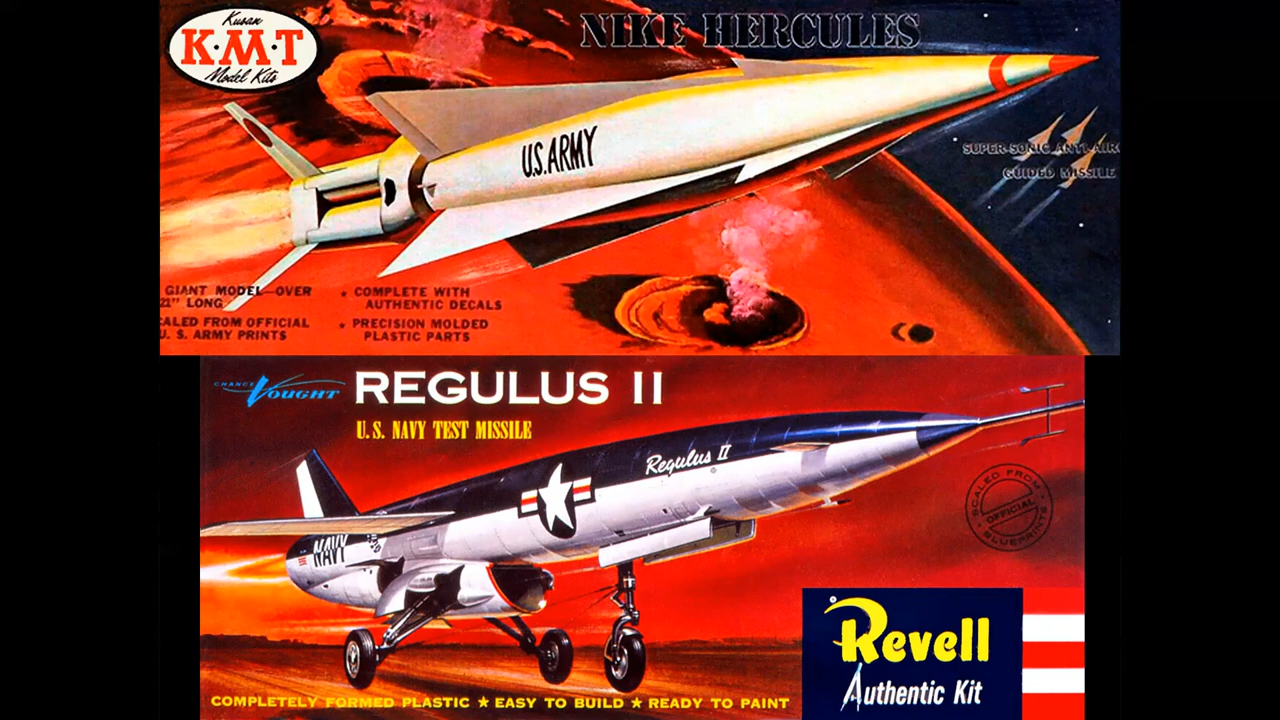 Kusan
K·M·T
Model Kits
NIKE HERCULES
U.S. ARMY
SUPER-SONIC ANTI-AIR
GUIDED MISSILE
GIANT MODEL—OVER
21" LONG
★ COMPLETE WITH
AUTHENTIC DECALS
CALED FROM OFFICIAL
U. S. ARMY PRINTS
★ PRECISION MOLDED
PLASTIC PARTS
CHANCE
VOUGHT
REGULUS II
U. S. NAVY TEST MISSILE
Regulus II
NAVY
SCALED FROM
OFFICIAL
BLUEPRINTS
Revell
Authentic Kit
COMPLETELY FORMED PLASTIC ★ EASY TO BUILD ★ READY TO PAINT